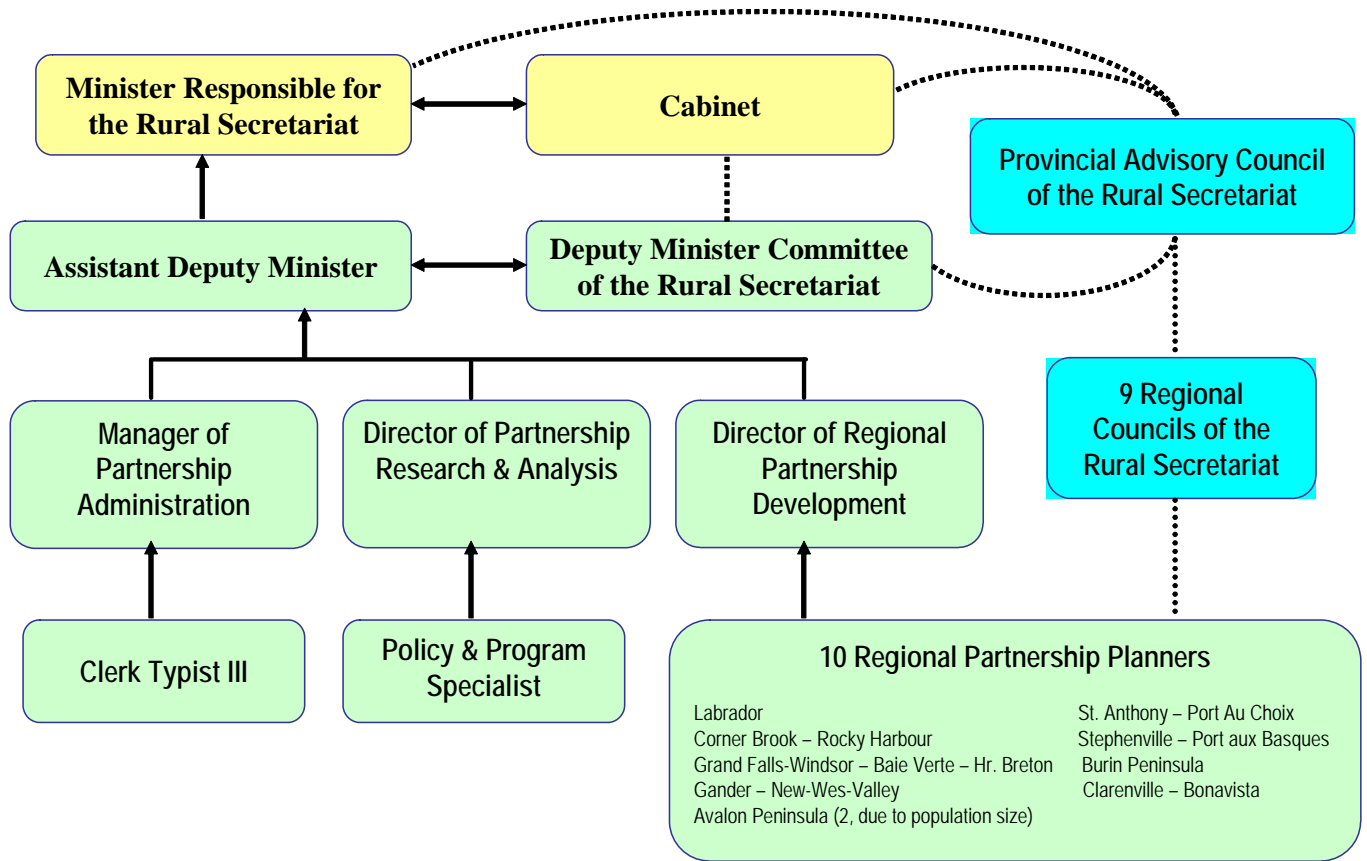 Minister Responsible for
the Rural Secretariat
Cabinet
Provincial Advisory Council
of the Rural Secretariat
Assistant Deputy Minister
Deputy Minister Committee
of the Rural Secretariat
9 Regional
Councils of the
Rural Secretariat
Manager of
Partnership
Administration
Director of Partnership
Research & Analysis
Director of Regional
Partnership
Development
Clerk Typist III
Policy & Program
Specialist
10 Regional Partnership Planners
Labrador
Corner Brook – Rocky Harbour
Grand Falls-Windsor – Baie Verte – Hr. Breton
Gander – New-Wes-Valley
Avalon Peninsula (2, due to population size)
St. Anthony – Port Au Choix
Stephenville – Port aux Basques
Burin Peninsula
Clarenville – Bonavista